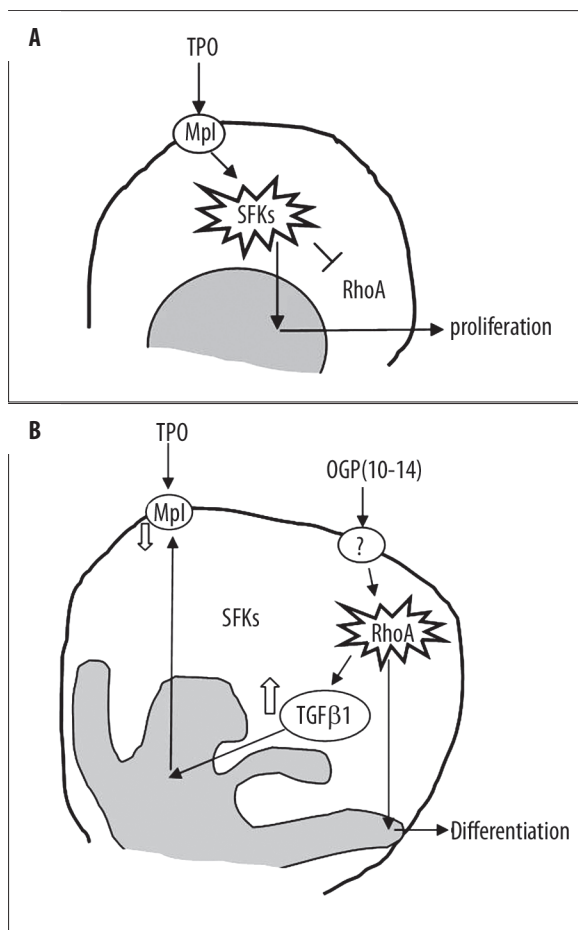 A
TPO
Mpl
SFKs
RhoA
proliferation
B
TPO
OGP(10-14)
Mpl
?
SFKs
RhoA
TGFβ1
Differentiation